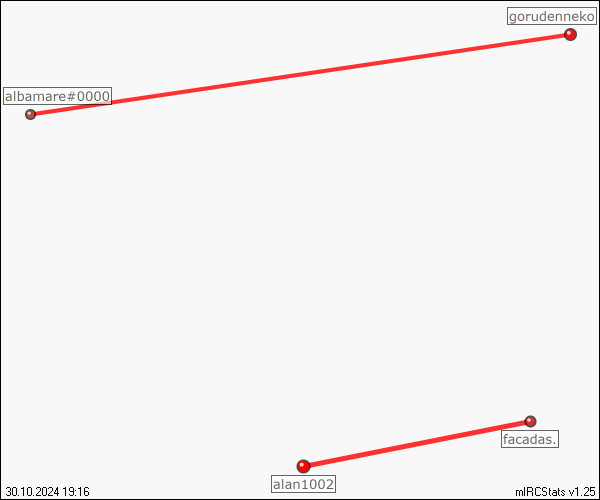 gorudenneko
albamare#0000
facadas.
alan1002
30.10.2024 19:16
mIRCStats v1.25